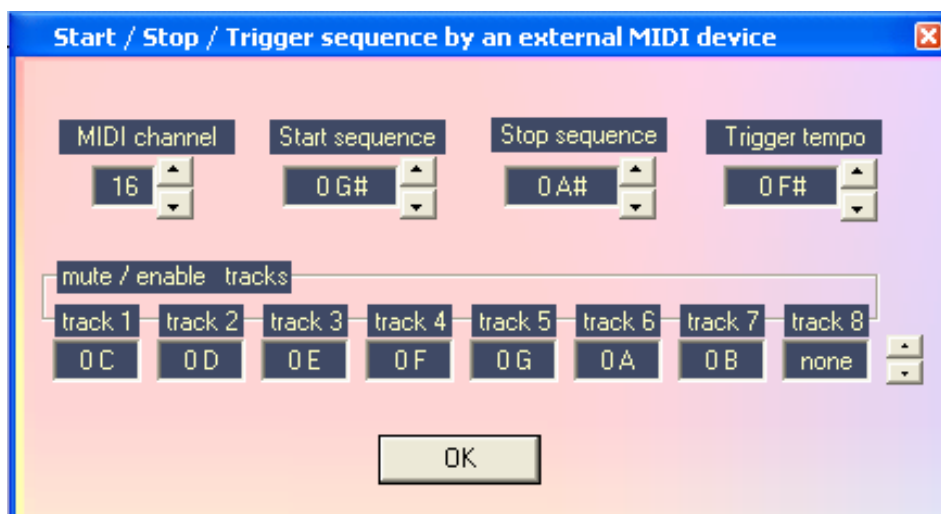 Start / Stop / Trigger sequence by an external MIDI device
MIDI channel Start sequence Stop sequence Trigger tempo
16 0 G# 0 A# 0 F#
mute / enable tracks
track 1 track 2 track 3 track 4 track 5 track 6 track 7 track 8
0 C 0 D 0 E 0 F 0 G 0 A 0 B none
OK